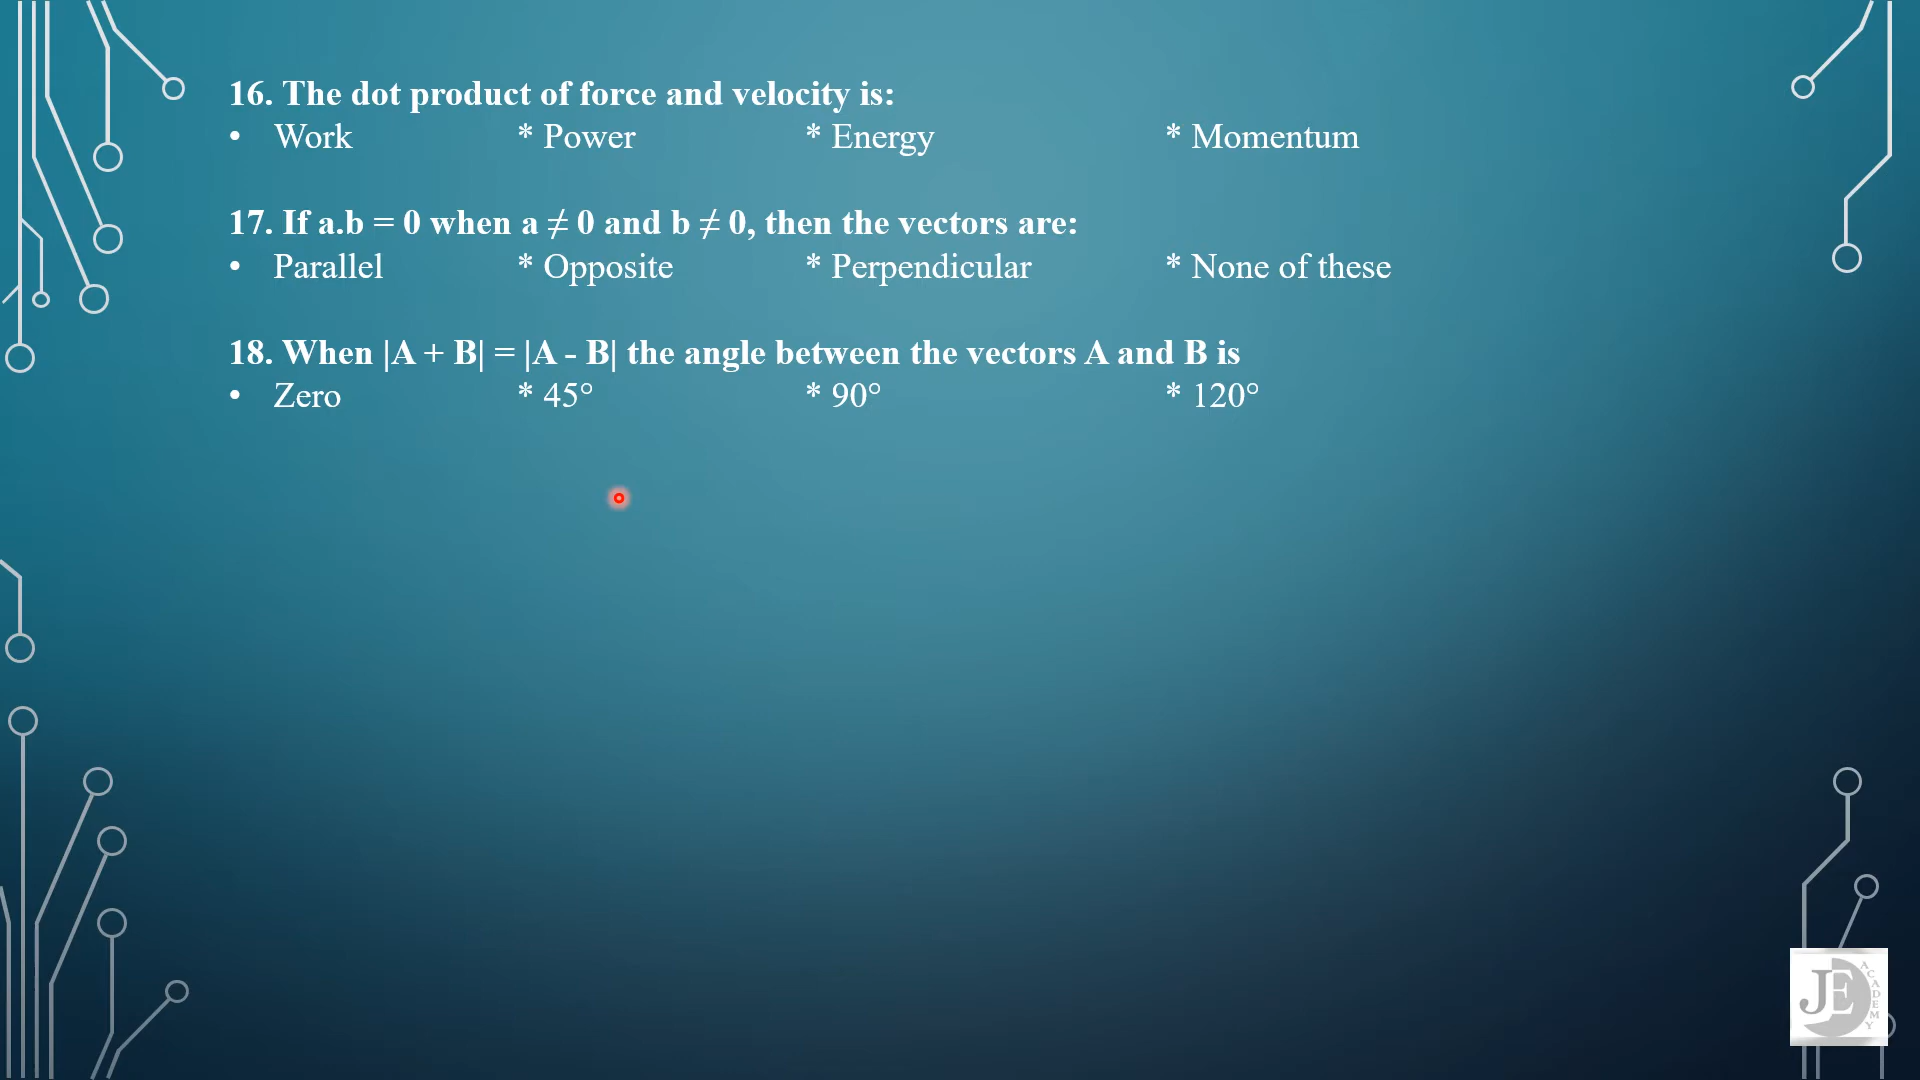 16. The dot product of force and velocity is:
• Work * Power * Energy * Momentum
17. If a.b = 0 when a ≠ 0 and b ≠ 0, then the vectors are:
• Parallel * Opposite * Perpendicular * None of these
18. When |A + B| = |A - B| the angle between the vectors A and B is
• Zero * 45° * 90° * 120°
JE ACADEMY